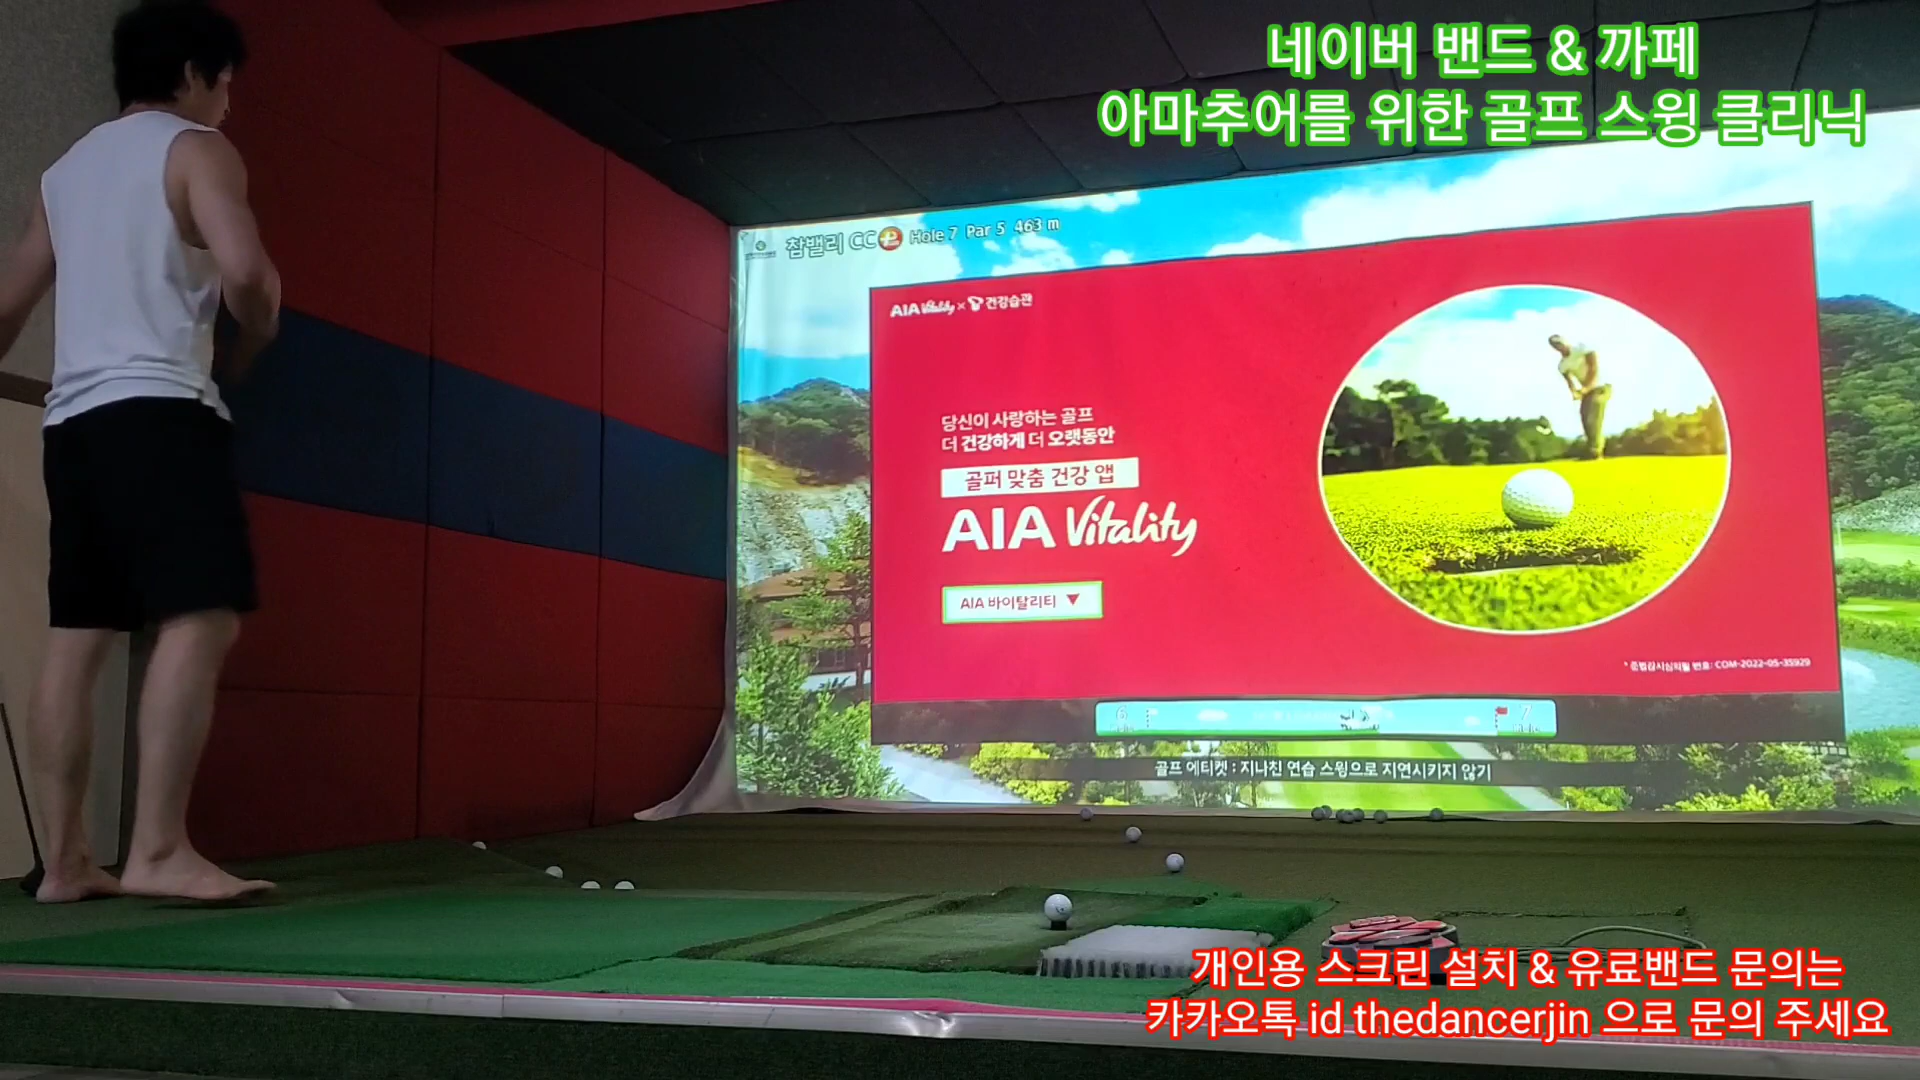 네이버 밴드 & 까페
아마추어를 위한 골프 스윙 클리닉
참밸리 CC Hole 7 Par 5 463 m
AIA Vitality × 건강습관
당신이 사랑하는 골프
더 건강하게 더 오랫동안
골퍼 맞춤 건강 앱
AIA Vitality
AIA 바이탈리티 ▼
COM-2022-05-35929
6 7
골프 에티켓 : 지나친 연습 스윙으로 지연시키지 않기
개인용 스크린 설치 & 유료밴드 문의는
카카오톡 id thedancerjin 으로 문의 주세요